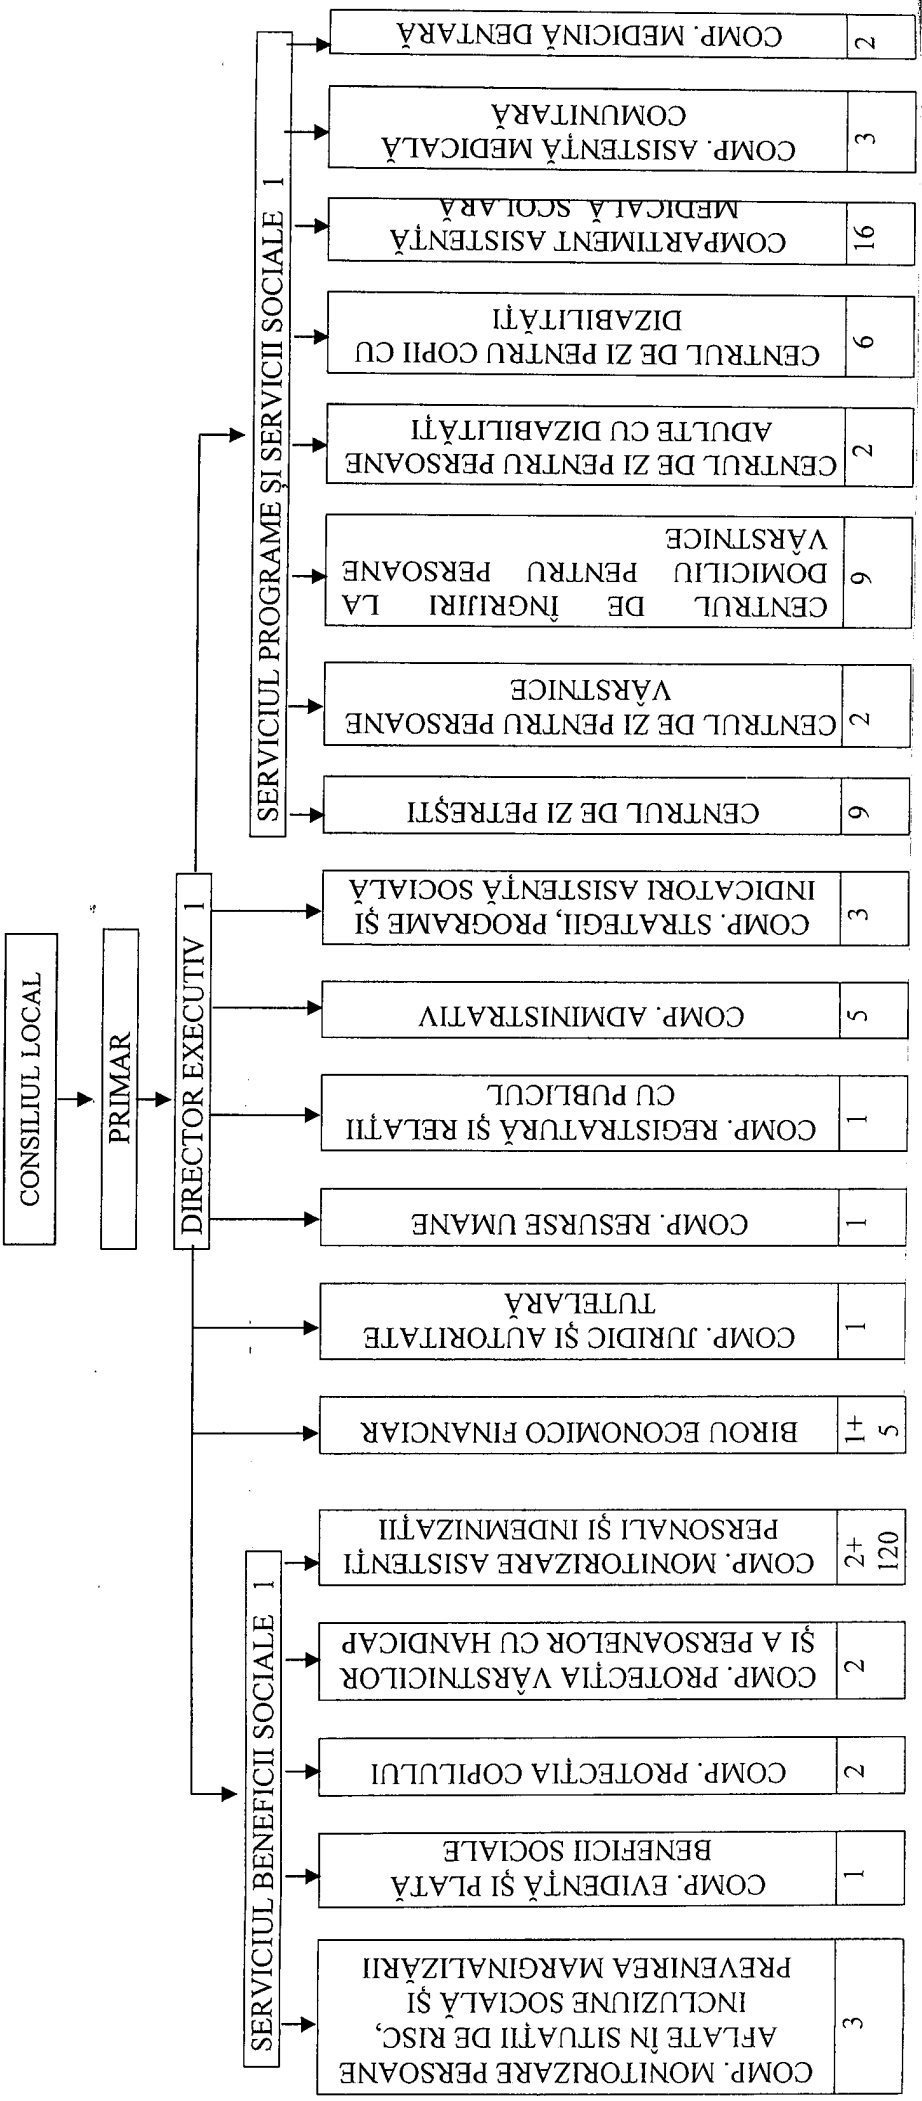 CONSILIUL LOCAL
PRIMAR
DIRECTOR EXECUTIV 1
SERVICIUL BENEFICII SOCIALE 1
SERVICIUL PROGRAME ȘI SERVICII SOCIALE 1
COMP. MONITORIZARE PERSOANE
AFLATE ÎN SITUAȚII DE RISC,
INCLUZIUNE SOCIALĂ ȘI
PREVENIREA MARGINALIZĂRII
3
COMP. EVIDENȚĂ ȘI PLATĂ
BENEFICII SOCIALE
1
COMP. PROTECȚIA COPILULUI
2
COMP. PROTECȚIA VÂRSTNICILOR
ȘI A PERSOANELOR CU HANDICAP
2
COMP. MONITORIZARE ASISTENȚI
PERSONALI ȘI INDEMNIZAȚII
2+
120
BIROU ECONOMICO FINANCIAR
1+
5
COMP. JURIDIC ȘI AUTORITATE
TUTELARĂ
1
COMP. RESURSE UMANE
1
COMP. REGISTRATURĂ ȘI RELAȚII
CU PUBLICUL
1
COMP. ADMINISTRATIV
5
COMP. STRATEGII, PROGRAME ȘI
INDICATORI ASISTENȚĂ SOCIALĂ
3
CENTRUL DE ZI PETREȘTI
9
CENTRUL DE ZI PENTRU PERSOANE
VÂRSTNICE
2
CENTRUL DE ÎNGRIJIRI LA
DOMICILIU PENTRU PERSOANE
VÂRSTNICE
9
CENTRUL DE ZI PENTRU PERSOANE
ADULTE CU DIZABILITĂȚI
2
CENTRUL DE ZI PENTRU COPII CU
DIZABILITĂȚI
6
COMPARTIMENT ASISTENȚĂ
MEDICALĂ SCOLARĂ
16
COMP. ASISTENȚĂ MEDICALĂ
COMUNITARĂ
3
COMP. MEDICINĂ DENTARĂ
2